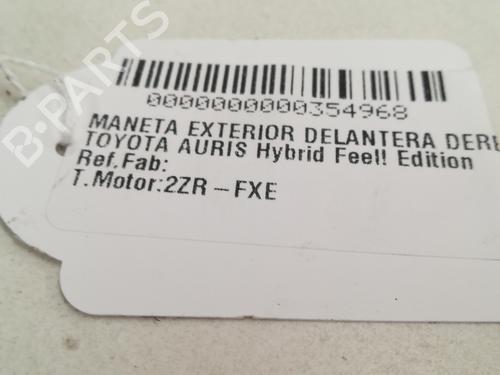 0000000000354968
MANETA EXTERIOR DELANTERA DERE
TOYOTA AURIS Hybrid Feel! Edition
Ref.Fab:
T.Motor:2ZR-FXE
B-PARTS